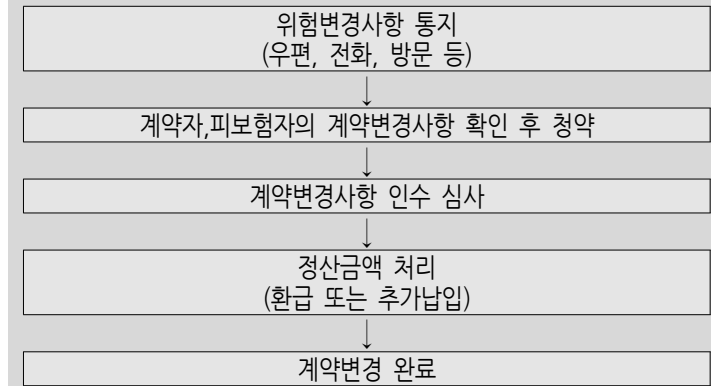 위험변경사항 통지
(우편, 전화, 방문 등)
↓
계약자,피보험자의 계약변경사항 확인 후 청약
↓
계약변경사항 인수 심사
↓
정산금액 처리
(환급 또는 추가납입)
↓
계약변경 완료